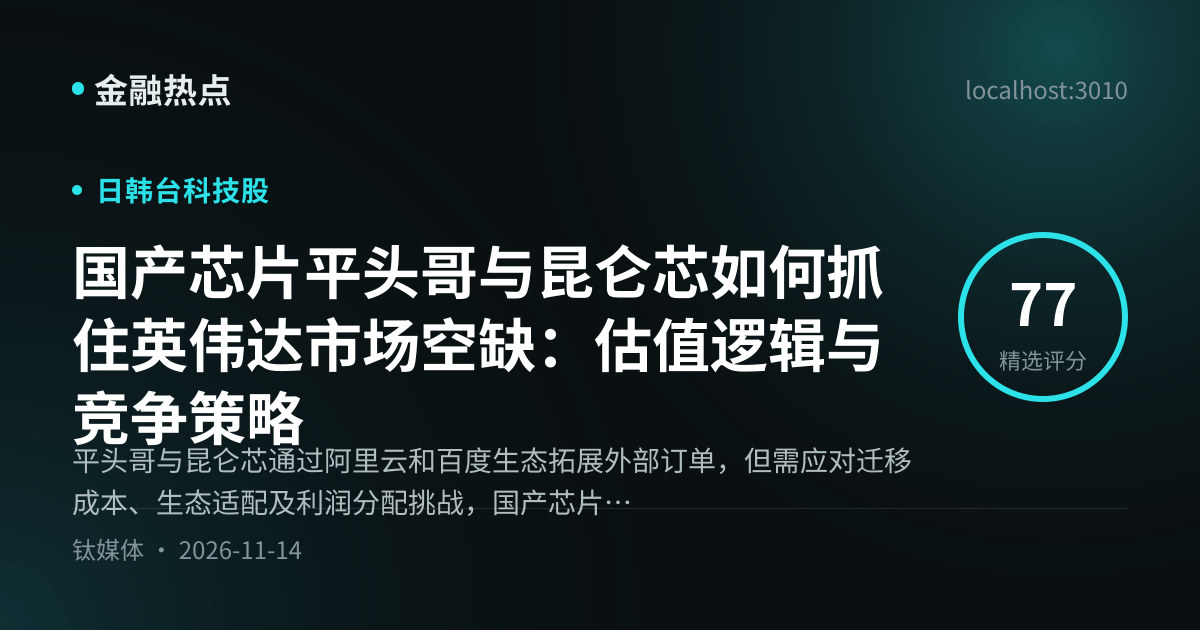 金融热点
localhost:3010
日韩台科技股
国产芯片平头哥与昆仑芯如何抓
住英伟达市场空缺：估值逻辑与
竞争策略
77
精选评分
平头哥与昆仑芯通过阿里云和百度生态拓展外部订单，但需应对迁移
成本、生态适配及利润分配挑战，国产芯片…
钛媒体 · 2026-11-14